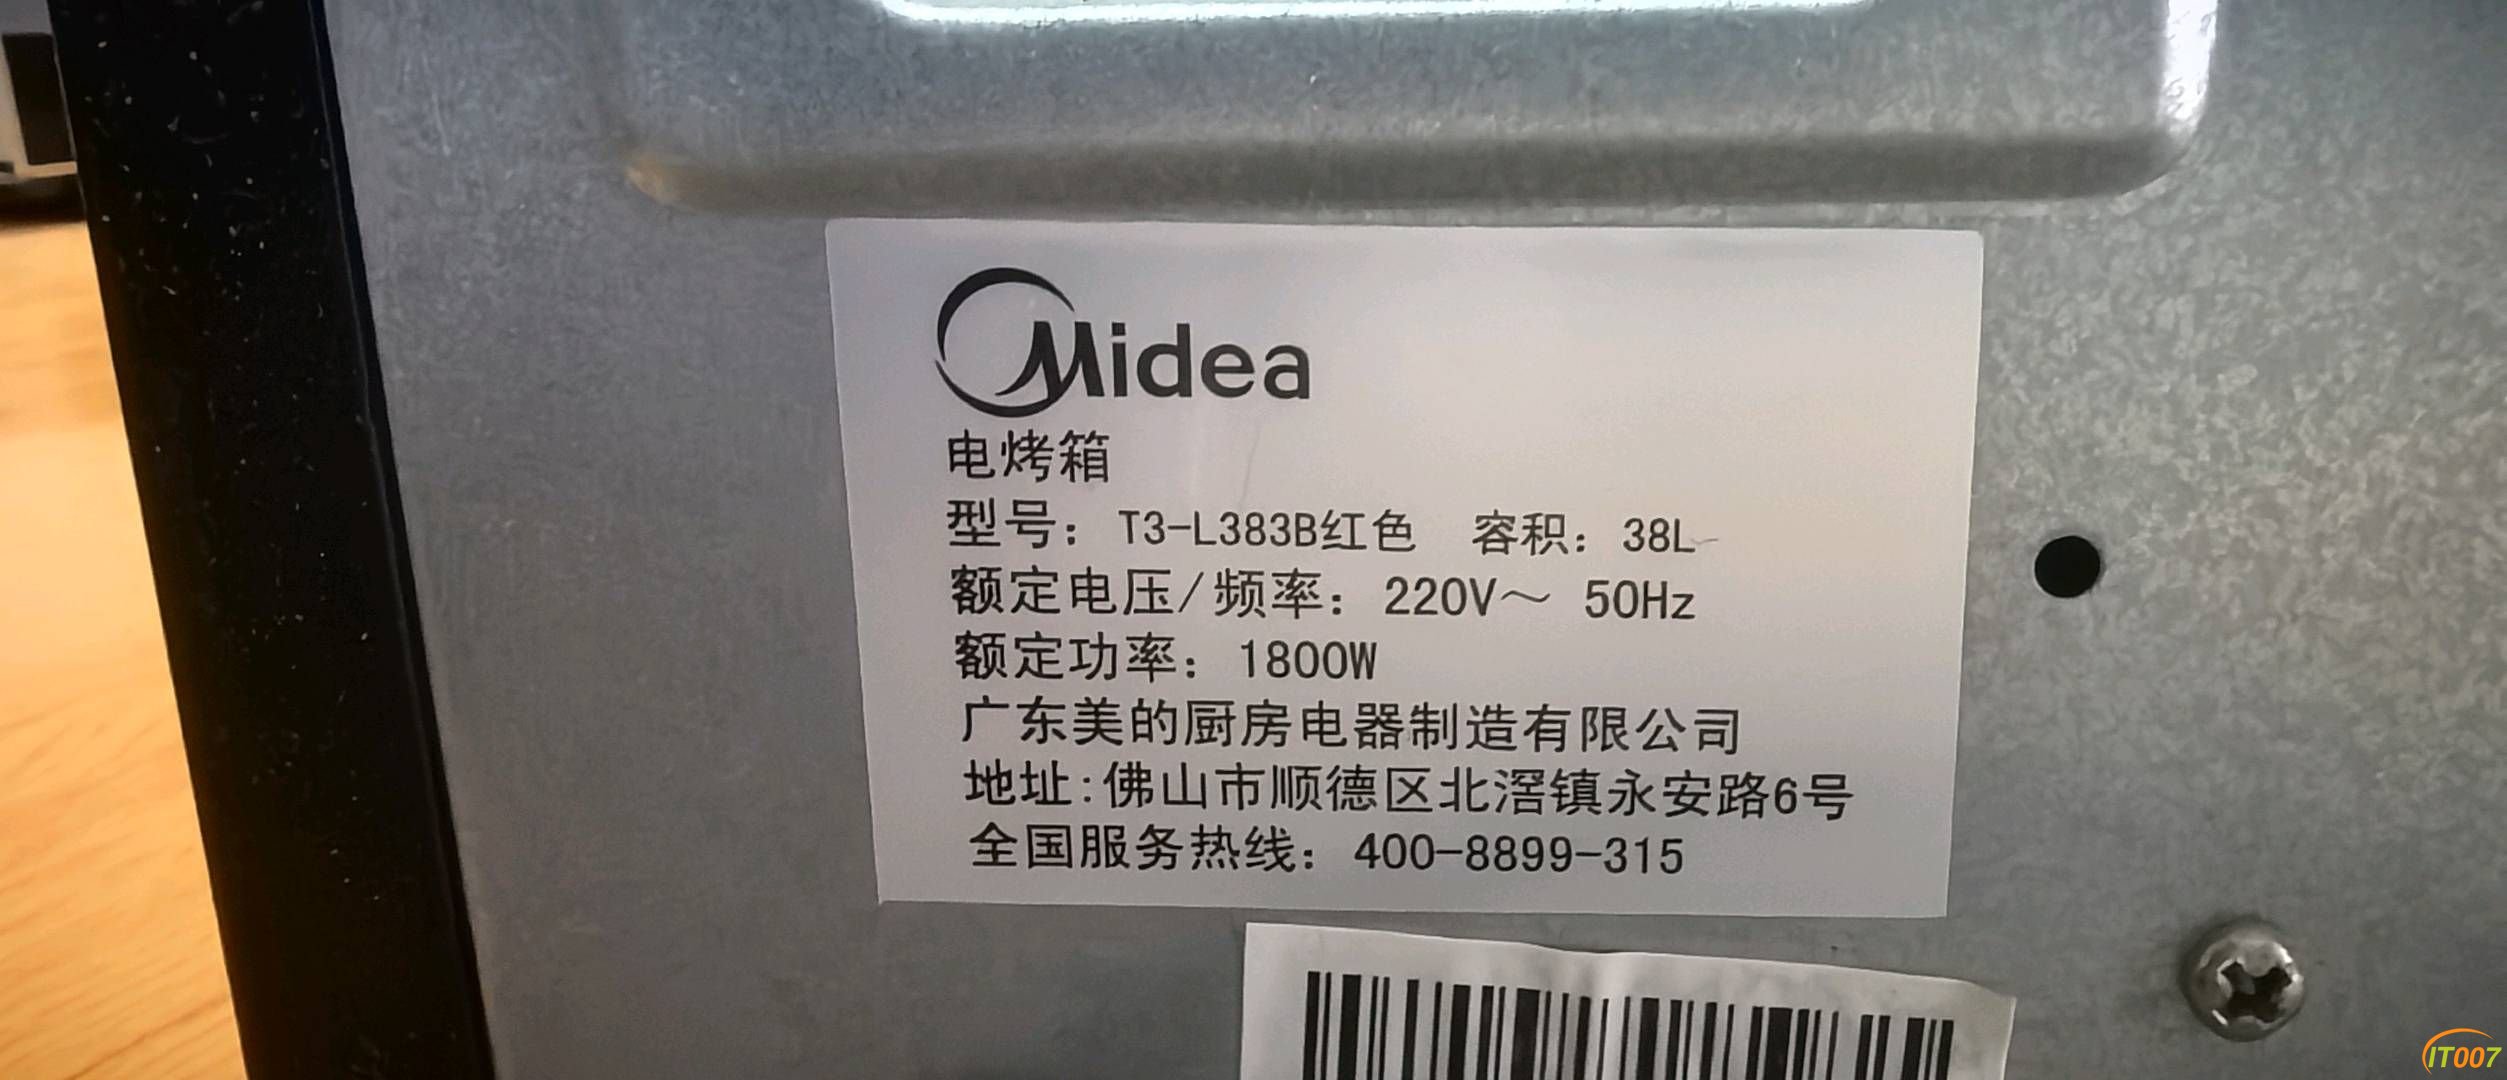 Midea
电烤箱
型号：T3-L383B红色 容积：38L
额定电压/频率：220V～ 50Hz
额定功率：1800W
广东美的厨房电器制造有限公司
地址:佛山市顺德区北滘镇永安路6号
全国服务热线：400-8899-315
IT007